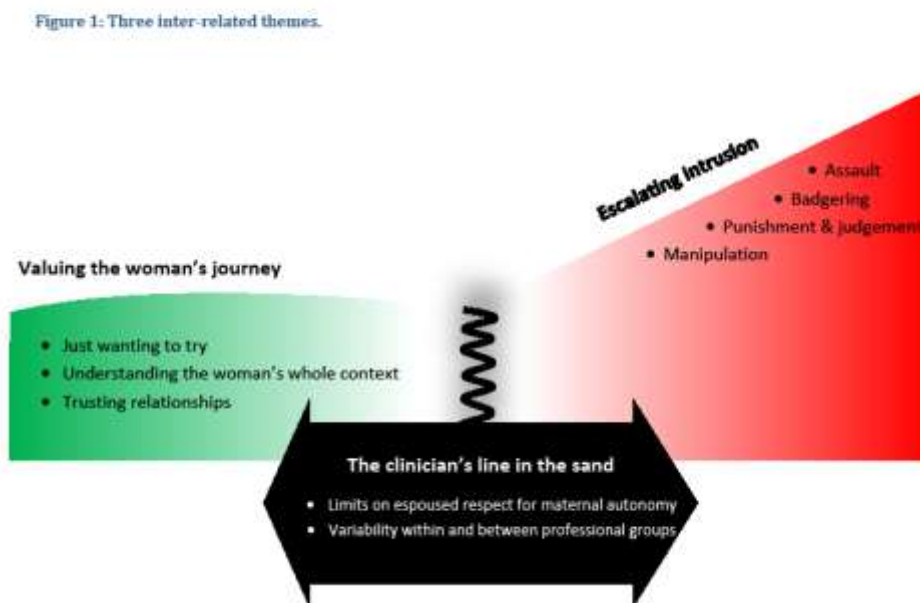 Figure 1: Three inter-related themes.
Escalating Intrusion
• Assault
• Badgering
• Punishment & judgement
• Manipulation
Valuing the woman's journey
• Just wanting to try
• Understanding the woman's whole context
• Trusting relationships
The clinician's line in the sand
• Limits on espoused respect for maternal autonomy
• Variability within and between professional groups